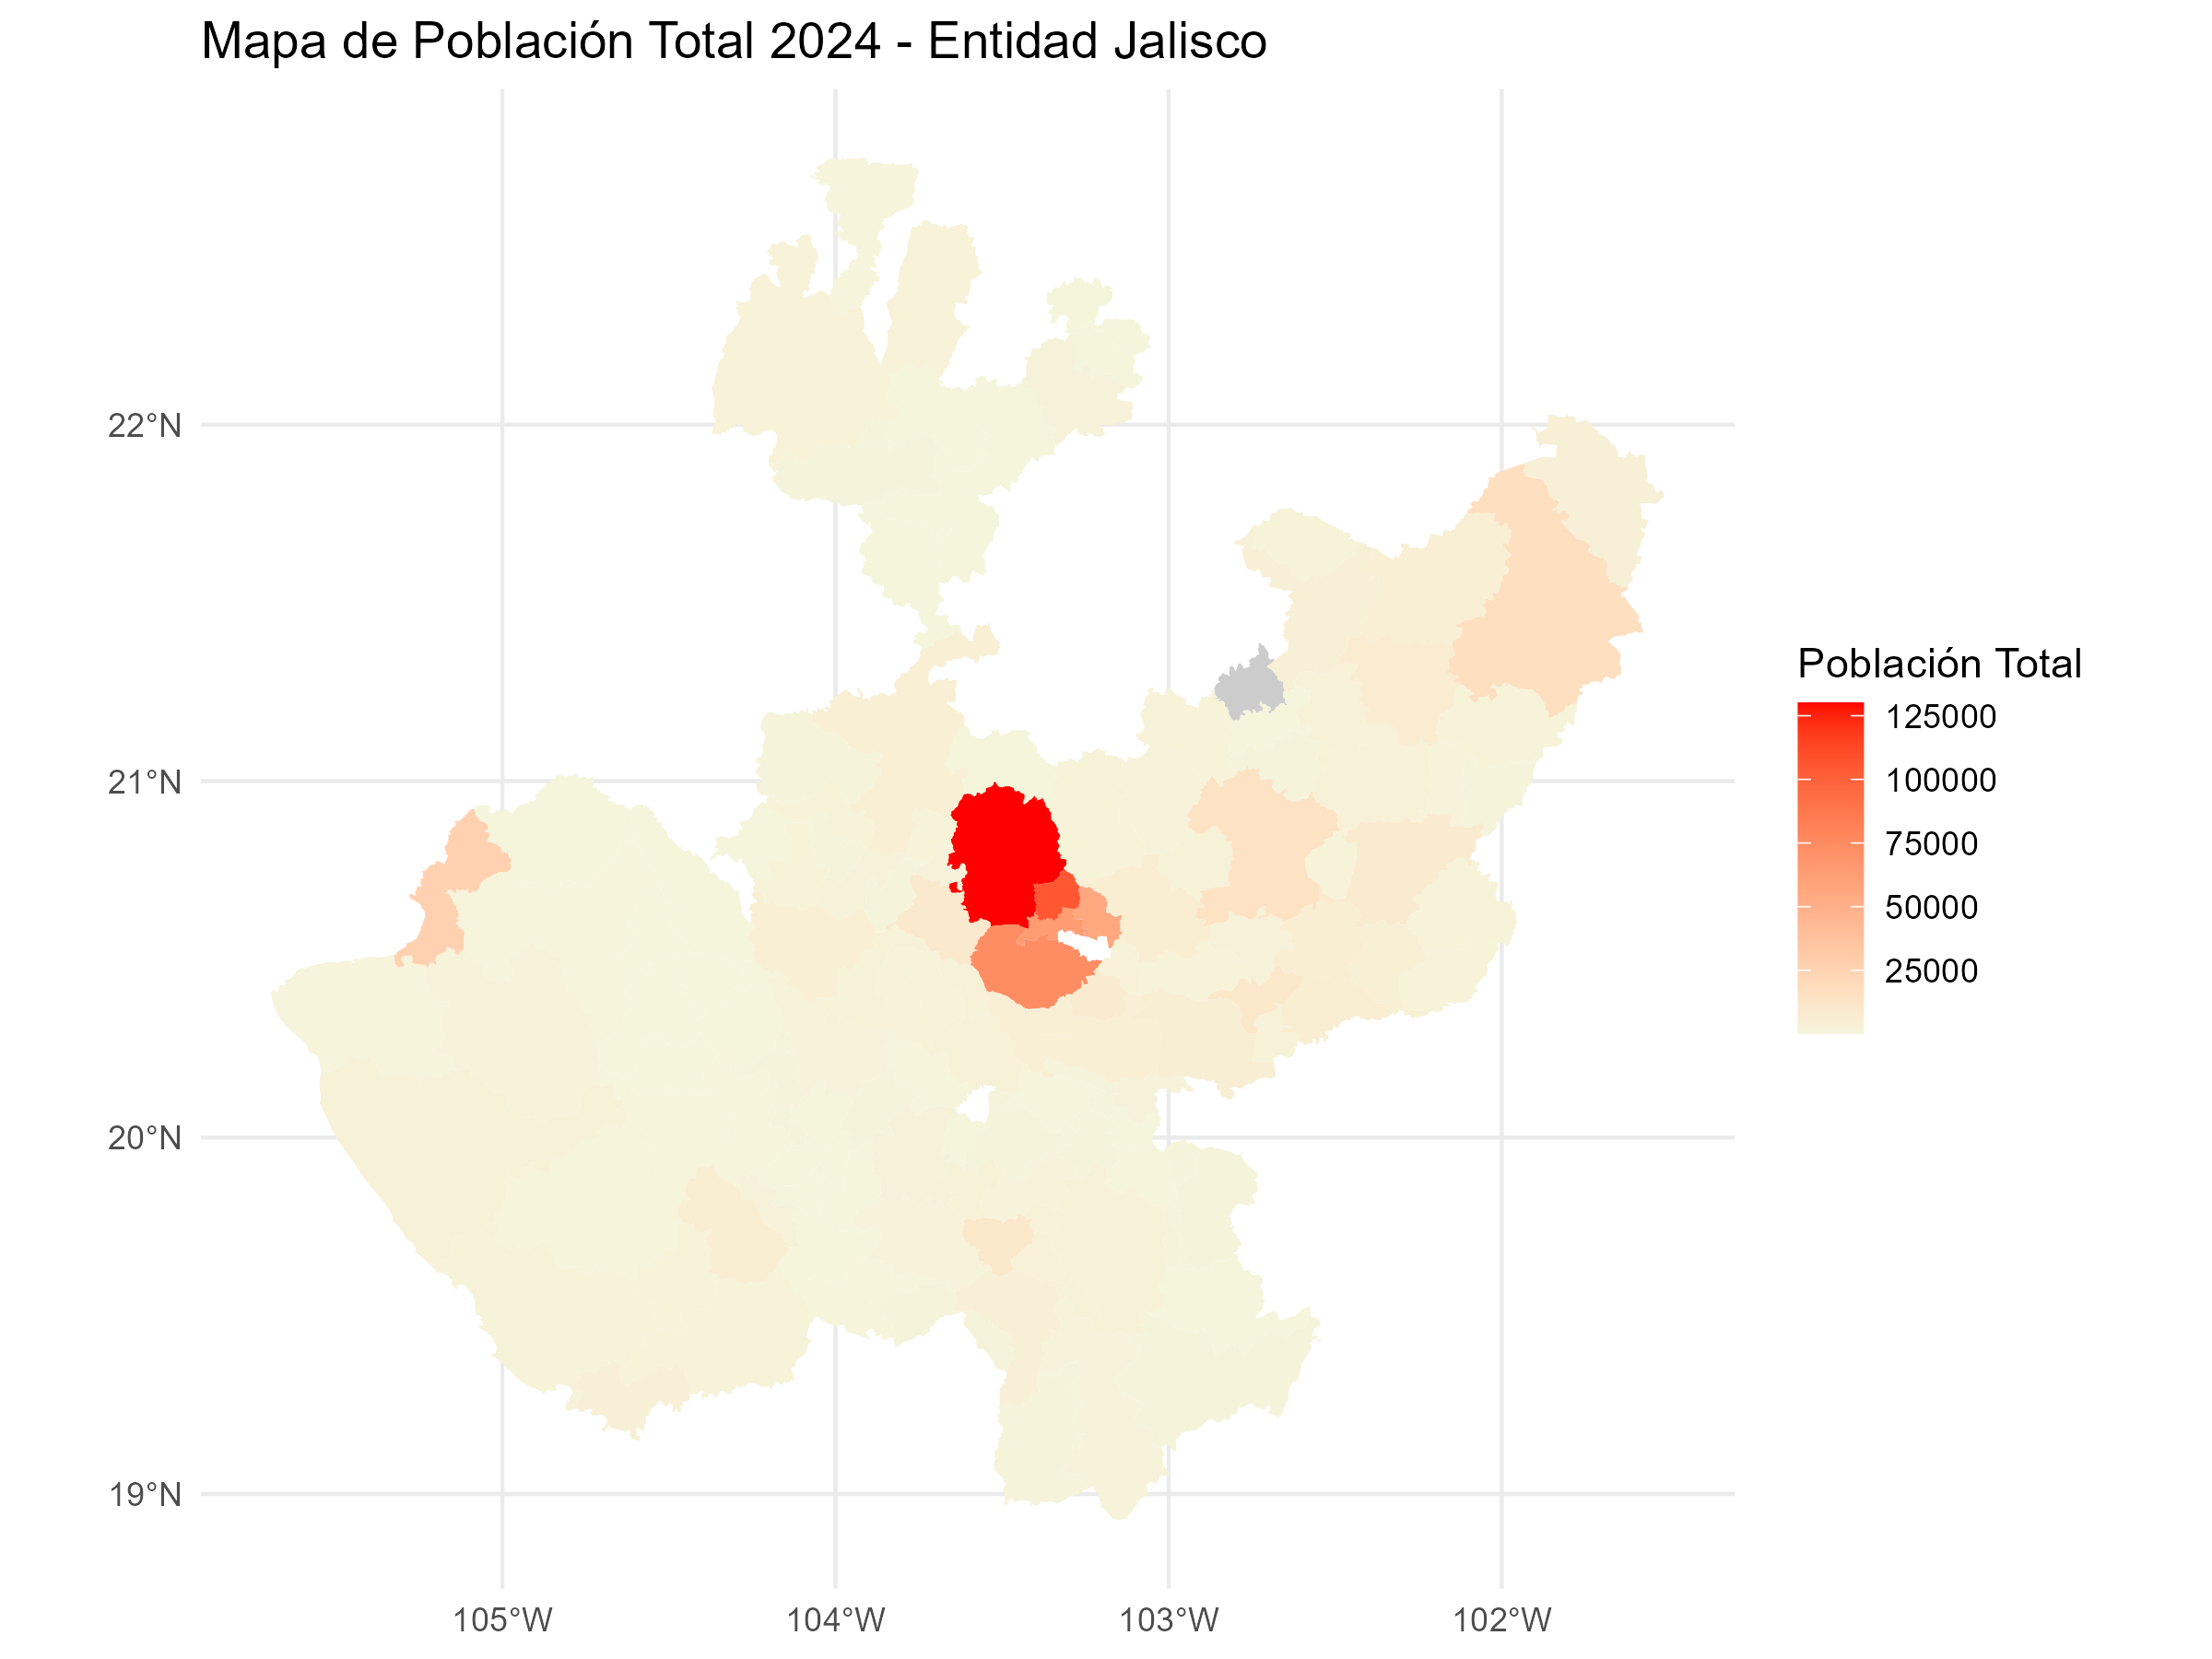 Mapa de Población Total 2024 - Entidad Jalisco
22°N
21°N
20°N
19°N
105°W
104°W
103°W
102°W
Población Total
125000
100000
75000
50000
25000